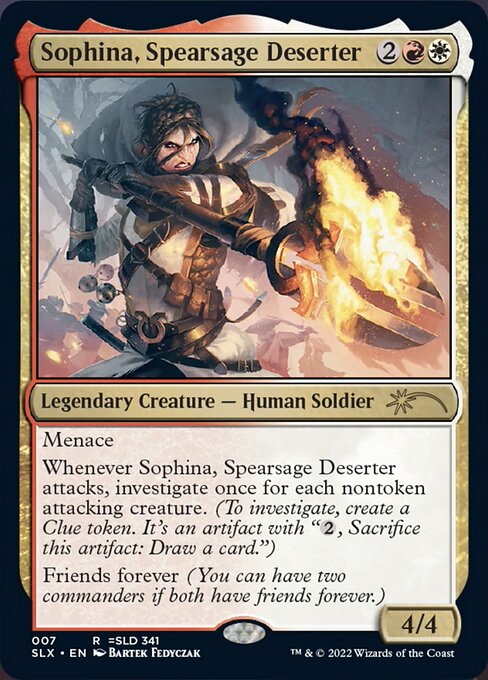 Sophina, Spearsage Deserter 2
Legendary Creature — Human Soldier
Menace
Whenever Sophina, Spearsage Deserter
attacks, investigate once for each nontoken
attacking creature. (To investigate, create a
Clue token. It's an artifact with “2, Sacrifice
this artifact: Draw a card.”)
Friends forever (You can have two
commanders if both have friends forever.)
4/4
007 R =SLD 341
SLX • EN Bartek Fedyczak
™ & © 2022 Wizards of the Coast